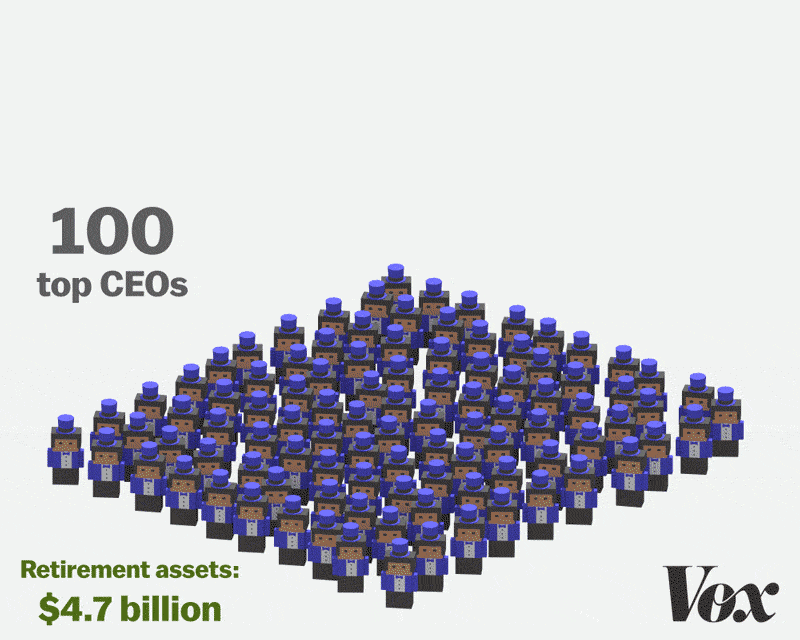 100
top CEOs
Retirement assets:
$4.7 billion
Vox